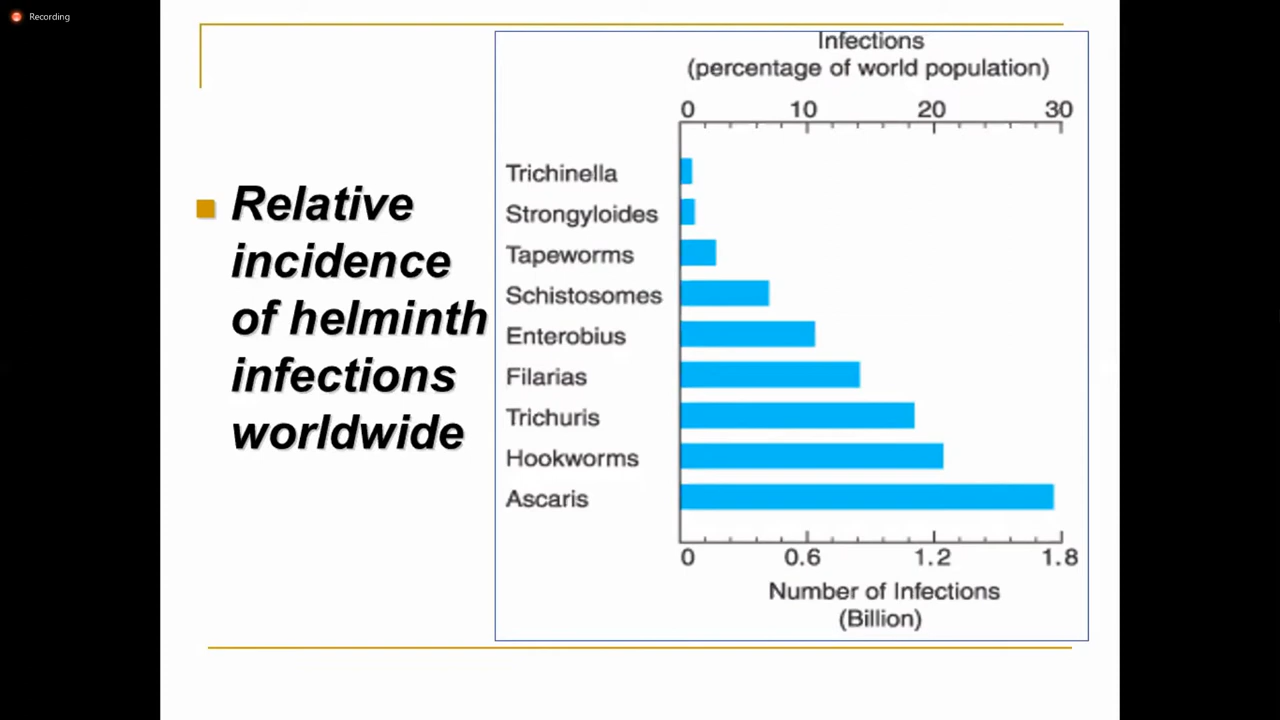 Recording
Relative
incidence
of helminth
infections
worldwide
Infections
(percentage of world population)
0 10 20 30
Trichinella
Strongyloides
Tapeworms
Schistosomes
Enterobius
Filarias
Trichuris
Hookworms
Ascaris
0 0.6 1.2 1.8
Number of Infections
(Billion)